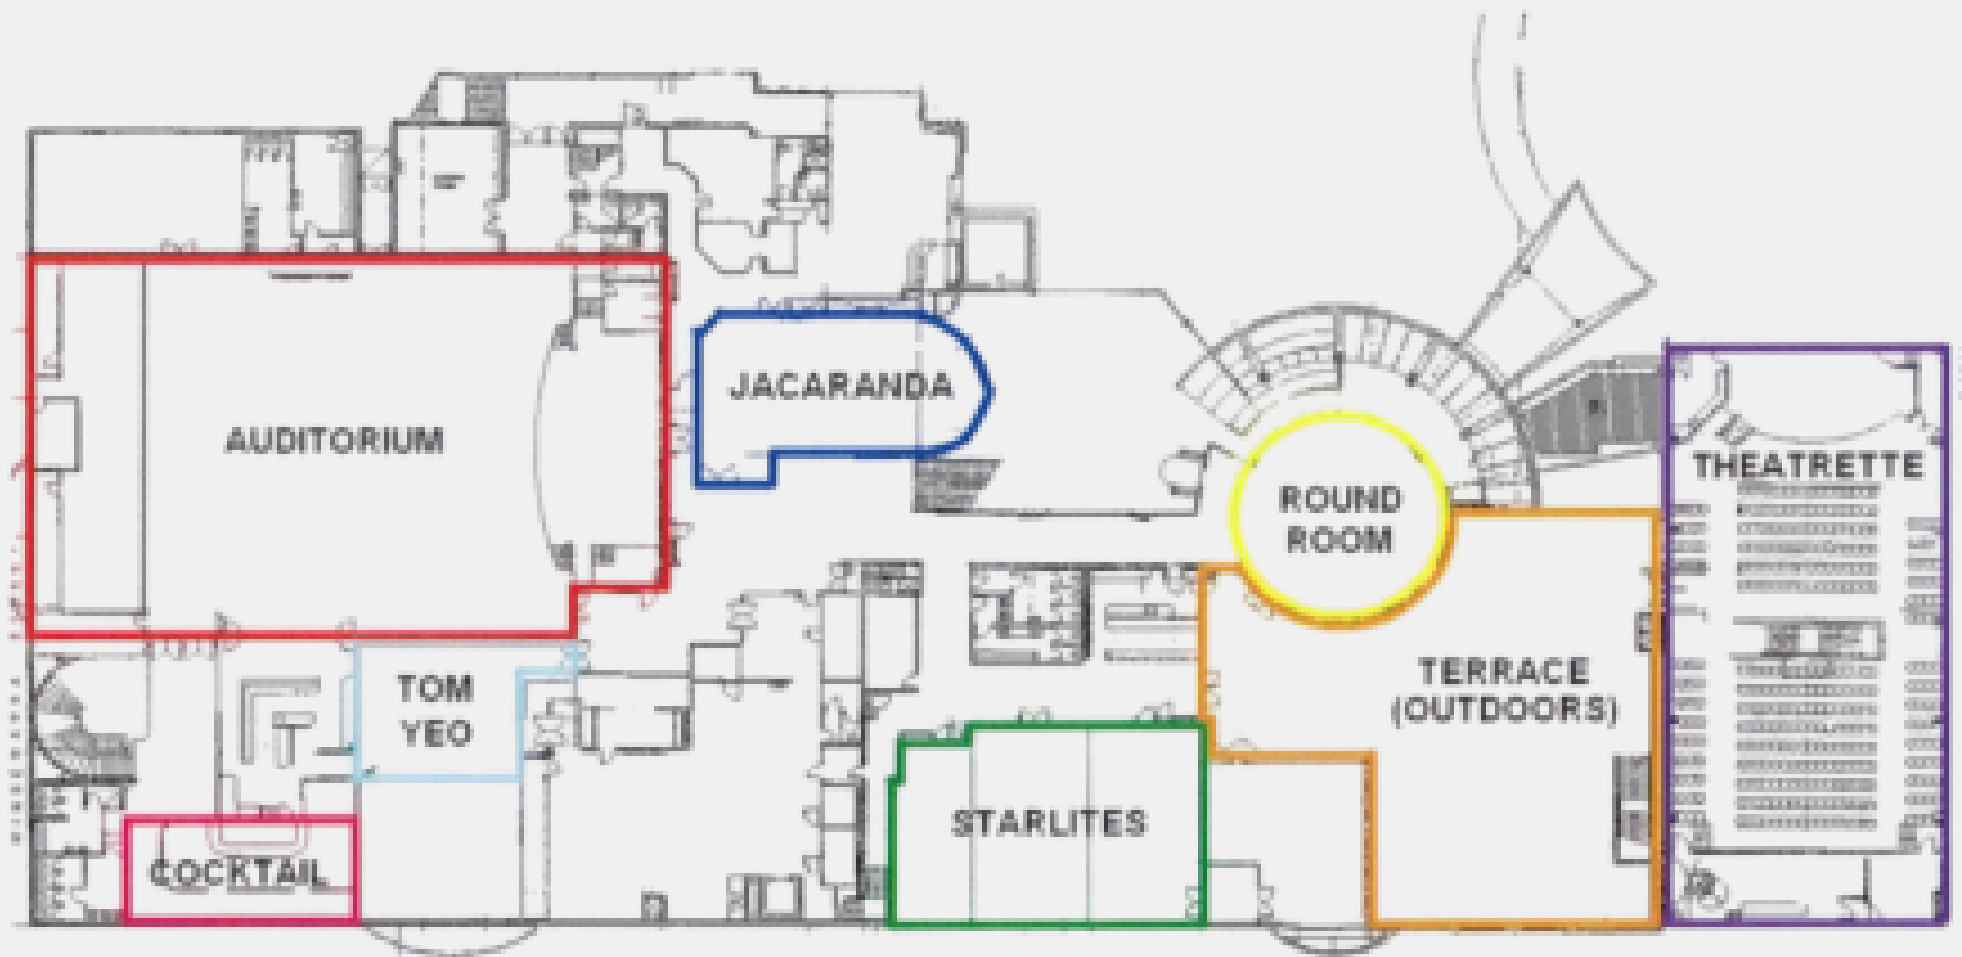 AUDITORIUM
JACARANDA
ROUND
ROOM
THEATRETTE
TOM
YEO
TERRACE
(OUTDOORS)
STARLITES
COCKTAIL